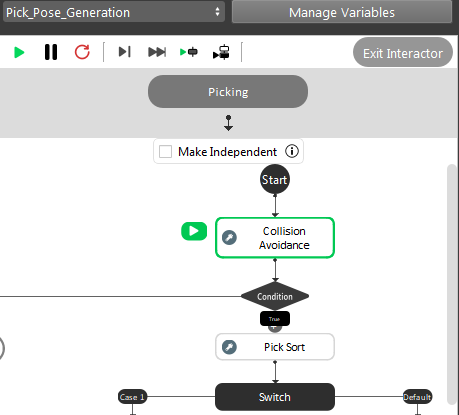 Pick_Pose_Generation
Manage Variables
Exit Interactor
Picking
Make Independent
Start
Collision
Avoidance
Condition
True
Pick Sort
Case 1
Switch
Default